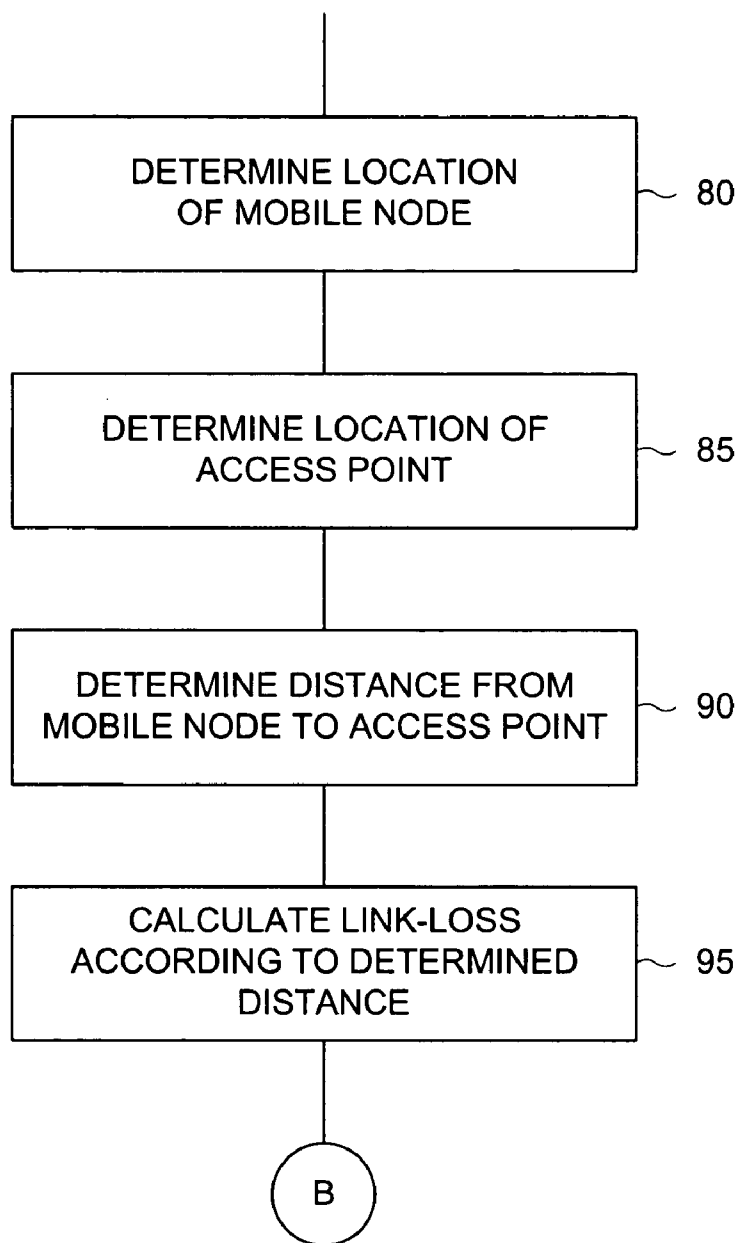 DETERMINE LOCATION
OF MOBILE NODE
80
DETERMINE LOCATION OF
ACCESS POINT
85
DETERMINE DISTANCE FROM
MOBILE NODE TO ACCESS POINT
90
CALCULATE LINK-LOSS
ACCORDING TO DETERMINED
DISTANCE
95
B